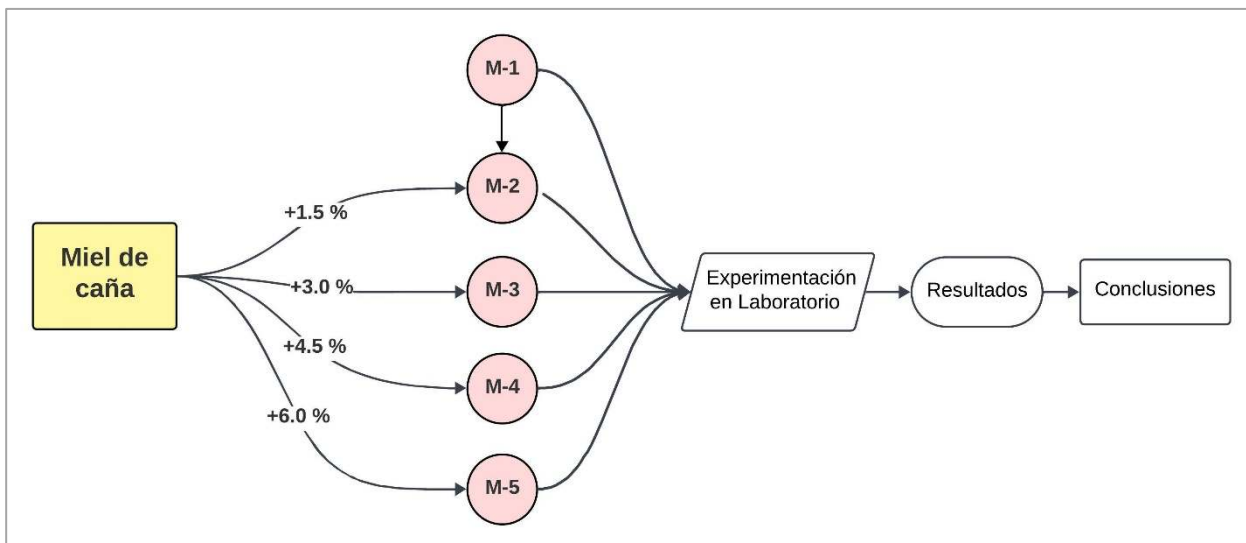 M-1
M-2
+1.5 %
Miel de
caña
+3.0 %
M-3
Experimentación
en Laboratorio
Resultados
Conclusiones
+4.5 %
M-4
+6.0 %
M-5